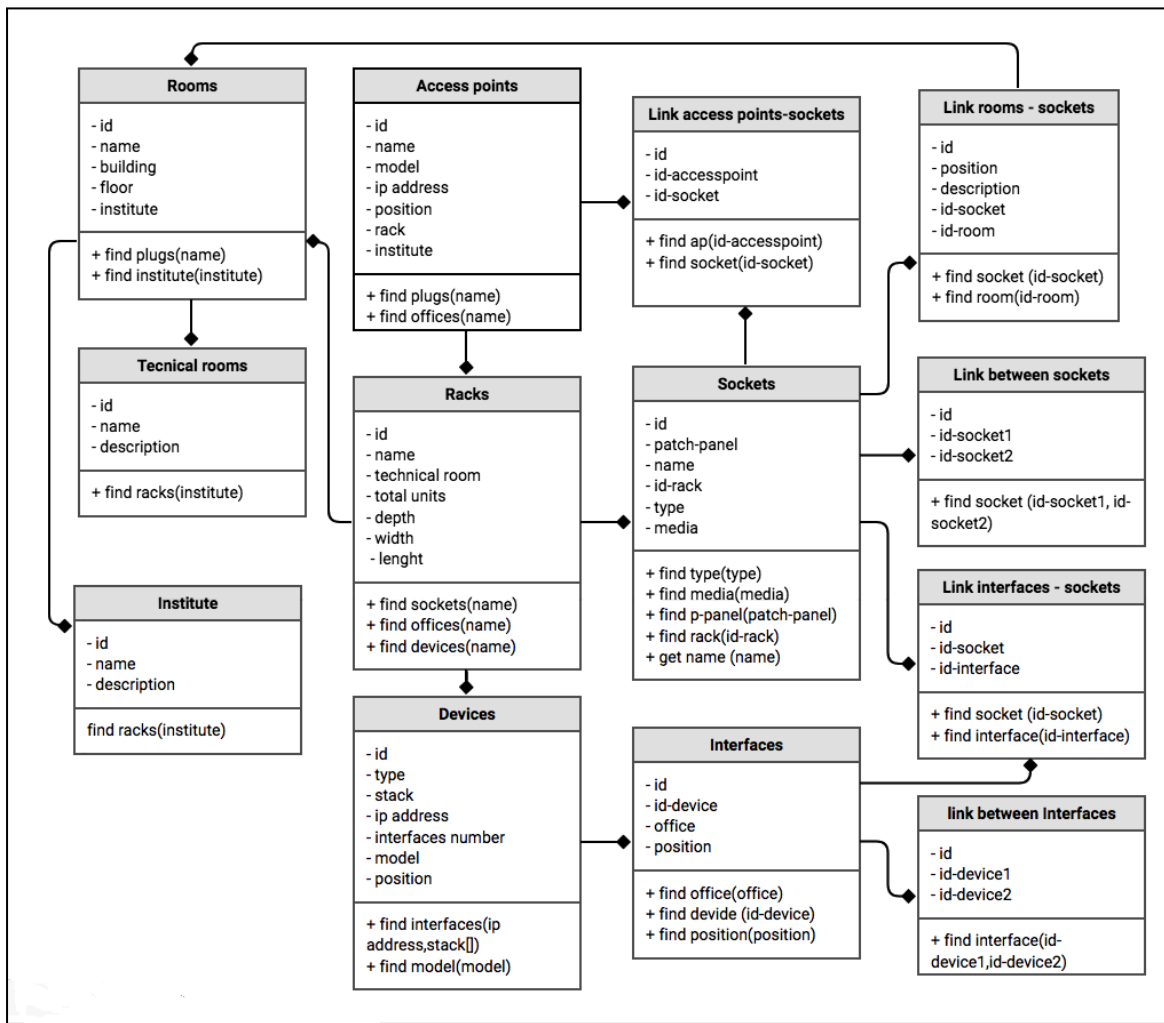 Rooms
- id
- name
- building
- floor
- institute
+ find plugs(name)
+ find institute(institute)
Access points
- id
- name
- model
- ip address
- position
- rack
- institute
+ find plugs(name)
+ find offices(name)
Link access points-sockets
- id
- id-accesspoint
- id-socket
+ find ap(id-accesspoint)
+ find socket(id-socket)
Link rooms - sockets
- id
- position
- description
- id-socket
- id-room
+ find socket (id-socket)
+ find room(id-room)
Tecnical rooms
- id
- name
- description
+ find racks(institute)
Racks
- id
- name
- technical room
- total units
- depth
- width
- lenght
+ find sockets(name)
+ find offices(name)
+ find devices(name)
Sockets
- id
- patch-panel
- name
- id-rack
- type
- media
+ find type(type)
+ find media(media)
+ find p-panel(patch-panel)
+ find rack(id-rack)
+ get name (name)
Link between sockets
- id
- id-socket1
- id-socket2
+ find socket (id-socket1, id-
socket2)
Institute
- id
- name
- description
find racks(institute)
Link interfaces - sockets
- id
- id-socket
- id-interface
+ find socket (id-socket)
+ find interface(id-interface)
Devices
- id
- type
- stack
- ip address
- interfaces number
- model
- position
+ find interfaces(ip
address,stack[])
+ find model(model)
Interfaces
- id
- id-device
- office
- position
+ find office(office)
+ find devide (id-device)
+ find position(position)
link between Interfaces
- id
- id-device1
- id-device2
+ find interface(id-
device1,id-device2)